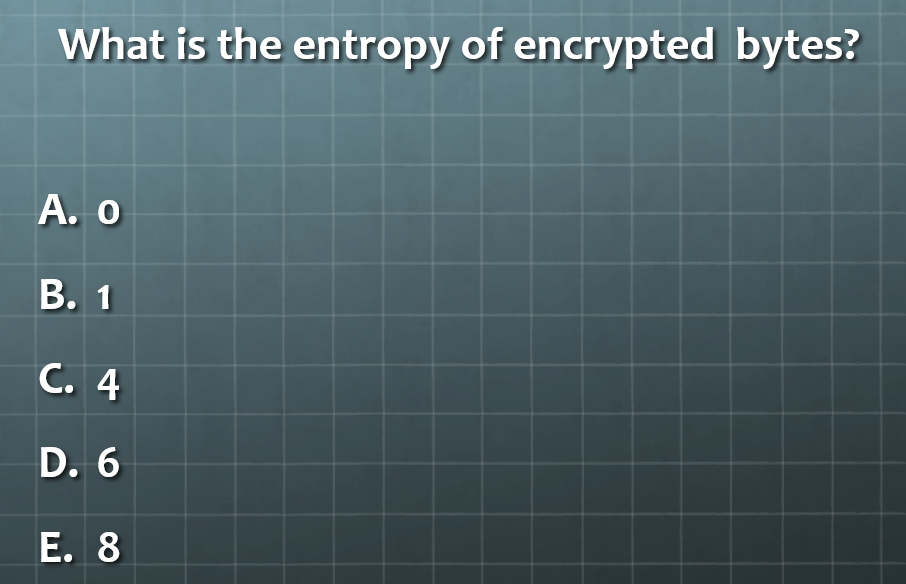 What is the entropy of encrypted bytes?
A. 0
B. 1
C. 4
D. 6
E. 8